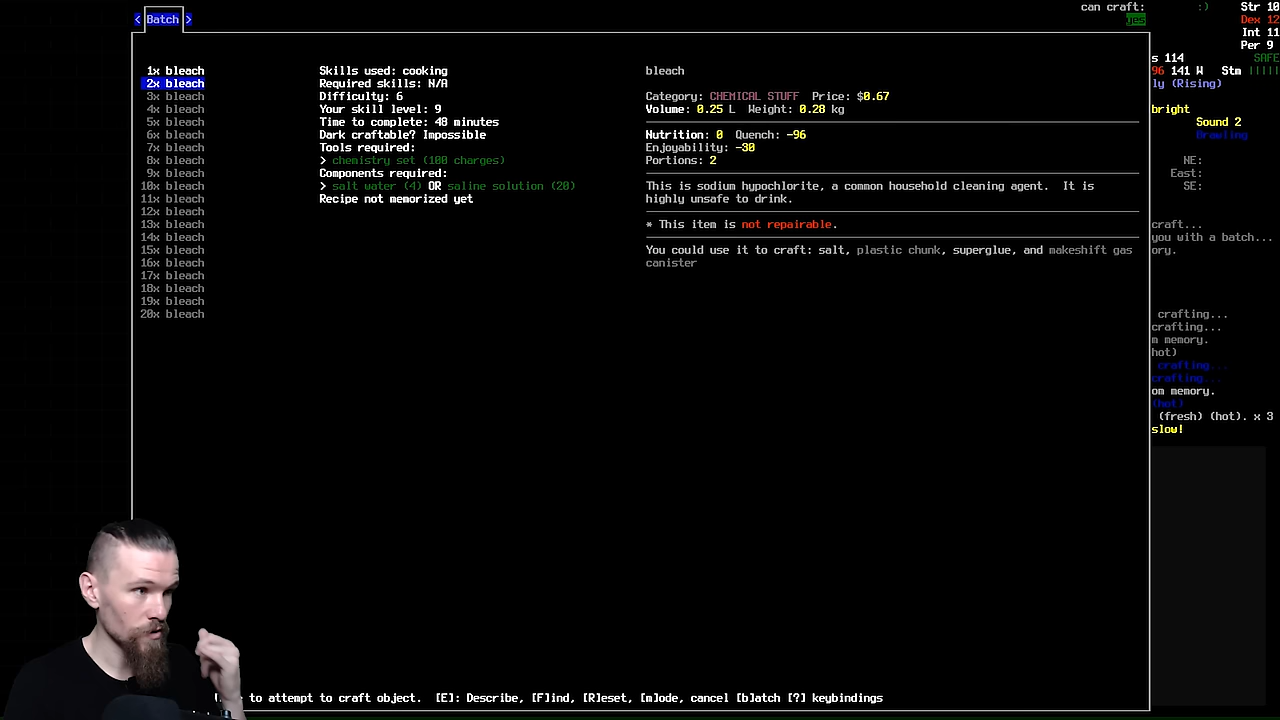 can craft: :) Str 10
< Batch > yes Dex 12
Int 11
Per 9
s 114 SAFE
1x bleach Skills used: cooking bleach 96 141 W Stm |||||
2x bleach Required skills: N/A ly (Rising)
3x bleach Difficulty: 6 Category: CHEMICAL STUFF Price: $0.67
4x bleach Your skill level: 9 Volume: 0.25 L Weight: 0.28 kg bright
5x bleach Time to complete: 48 minutes Sound 2
6x bleach Dark craftable? Impossible Nutrition: 0 Quench: -96 Drawling
7x bleach Tools required: Enjoyability: -30
8x bleach > chemistry set (100 charges) Portions: 2 NE:
9x bleach Components required: East:
10x bleach > salt water (4) OR saline solution (20) This is sodium hypochlorite, a common household cleaning agent. It is SE:
11x bleach Recipe not memorized yet highly unsafe to drink.
12x bleach
13x bleach * This item is not repairable. craft...
14x bleach you with a batch...
15x bleach You could use it to craft: salt, plastic chunk, superglue, and makeshift gas ory.
16x bleach canister
17x bleach
18x bleach
19x bleach
20x bleach crafting...
crafting...
m memory.
hot)
crafting...
crafting...
om memory.
(hot)
(fresh) (hot). x 3
slow!
to attempt to craft object. [E]: Describe, [F]ind, [R]eset, [m]ode, cancel [b]atch [?] keybindings